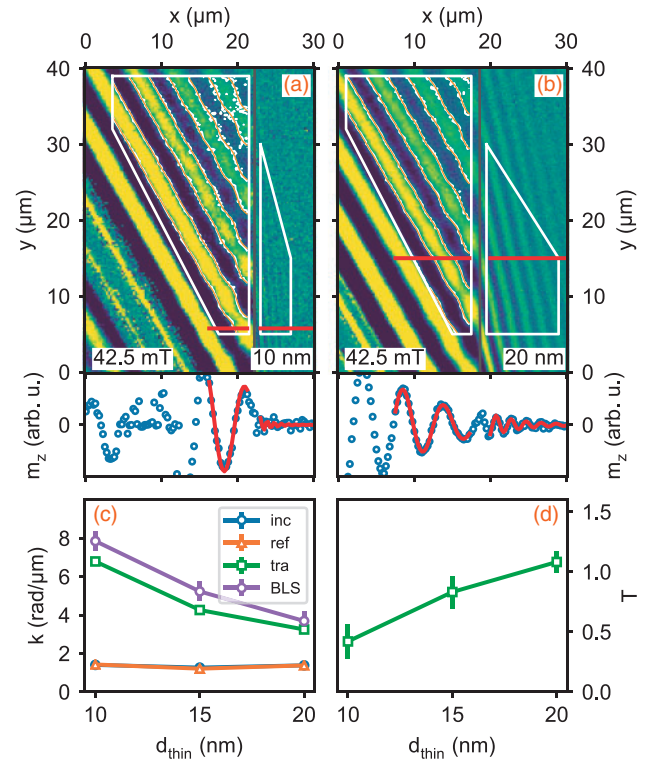 x (µm)
x (µm)
0 10 20 30
0 10 20 30
40
30
20
10
0
y (µm)
(a)
42.5 mT
10 nm
(b)
42.5 mT
20 nm
40
30
20
10
0
y (µm)
m_z (arb. u.)
0
0
m_z (arb. u.)
(c)
inc
ref
tra
BLS
8
6
4
2
0
k (rad/µm)
10 15 20
d_thin (nm)
(d)
1.5
1.0
0.5
0.0
T
10 15 20
d_thin (nm)